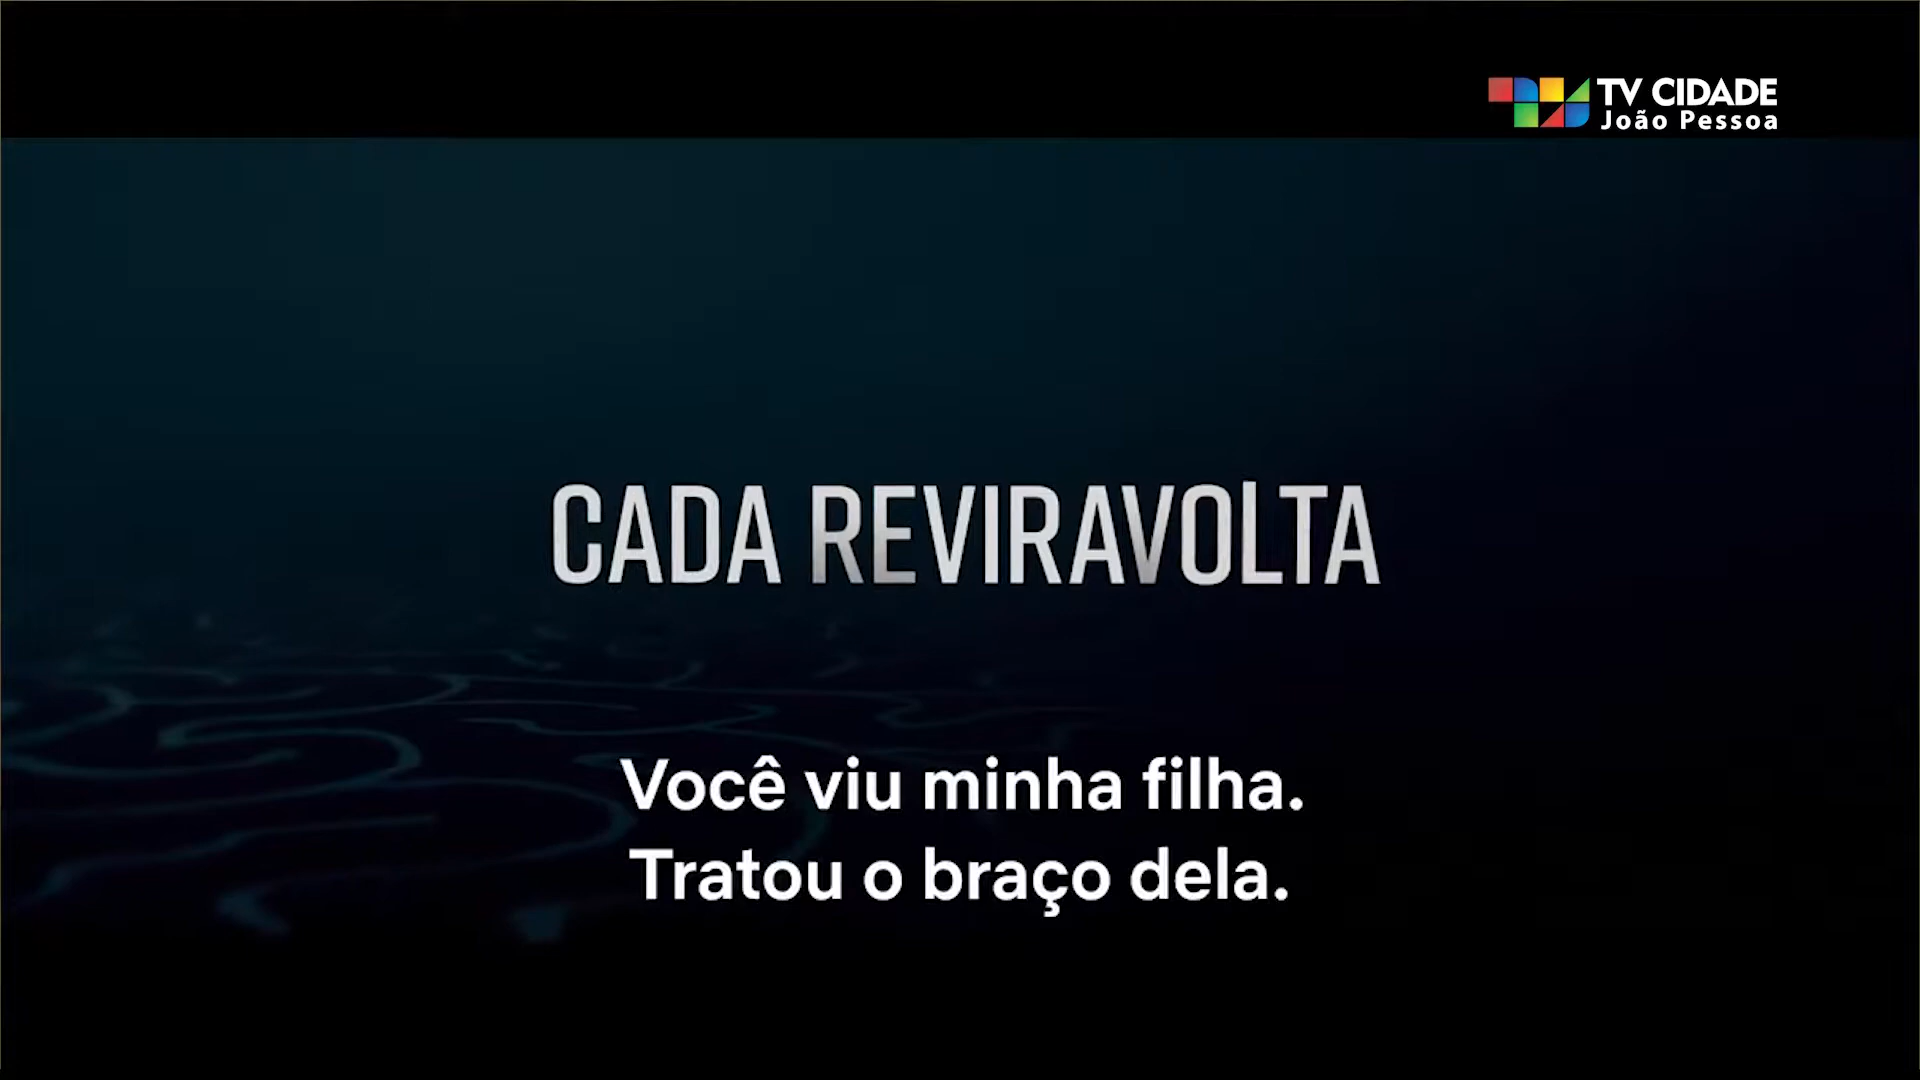 TV CIDADE
João Pessoa
CADA REVIRAVOLTA
Você viu minha filha.
Tratou o braço dela.